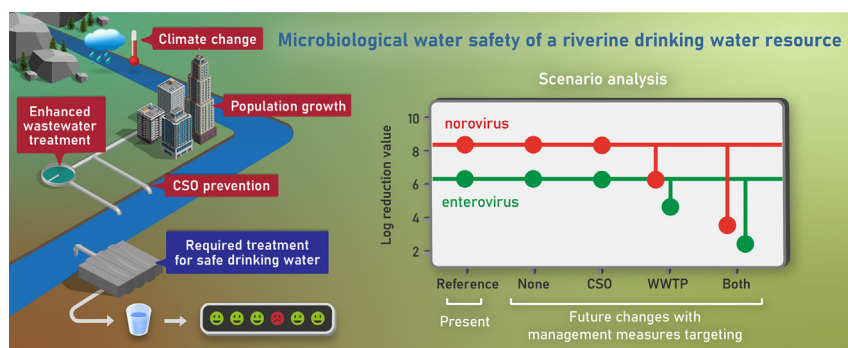 Climate change
Microbiological water safety of a riverine drinking water resource
Population growth
Enhanced
wastewater
treatment
CSO prevention
Required treatment
for safe drinking water
Scenario analysis
Log reduction value
10
8
6
4
2
norovirus
enterovirus
Reference None CSO WWTP Both
Present
Future changes with
management measures targeting